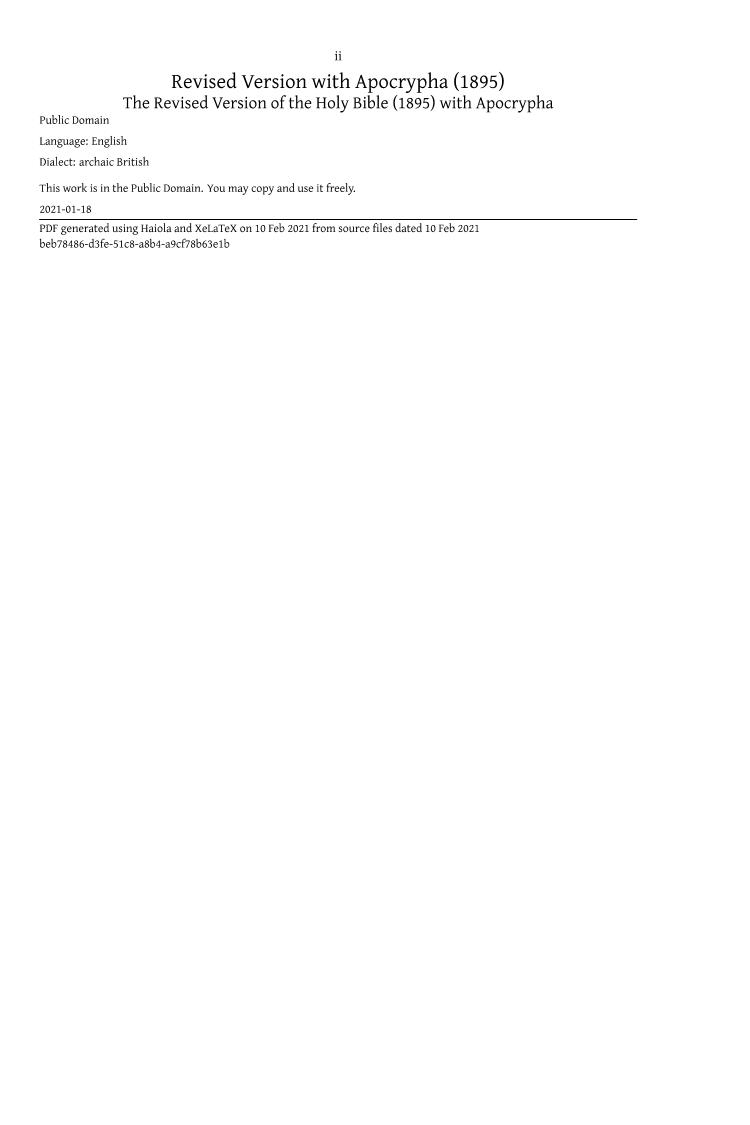 ii
Revised Version with Apocrypha (1895)
The Revised Version of the Holy Bible (1895) with Apocrypha
Public Domain
Language: English
Dialect: archaic British
This work is in the Public Domain. You may copy and use it freely.
2021-01-18
PDF generated using Haiola and XeLaTeX on 10 Feb 2021 from source files dated 10 Feb 2021
beb78486-d3fe-51c8-a8b4-a9cf78b63e1b